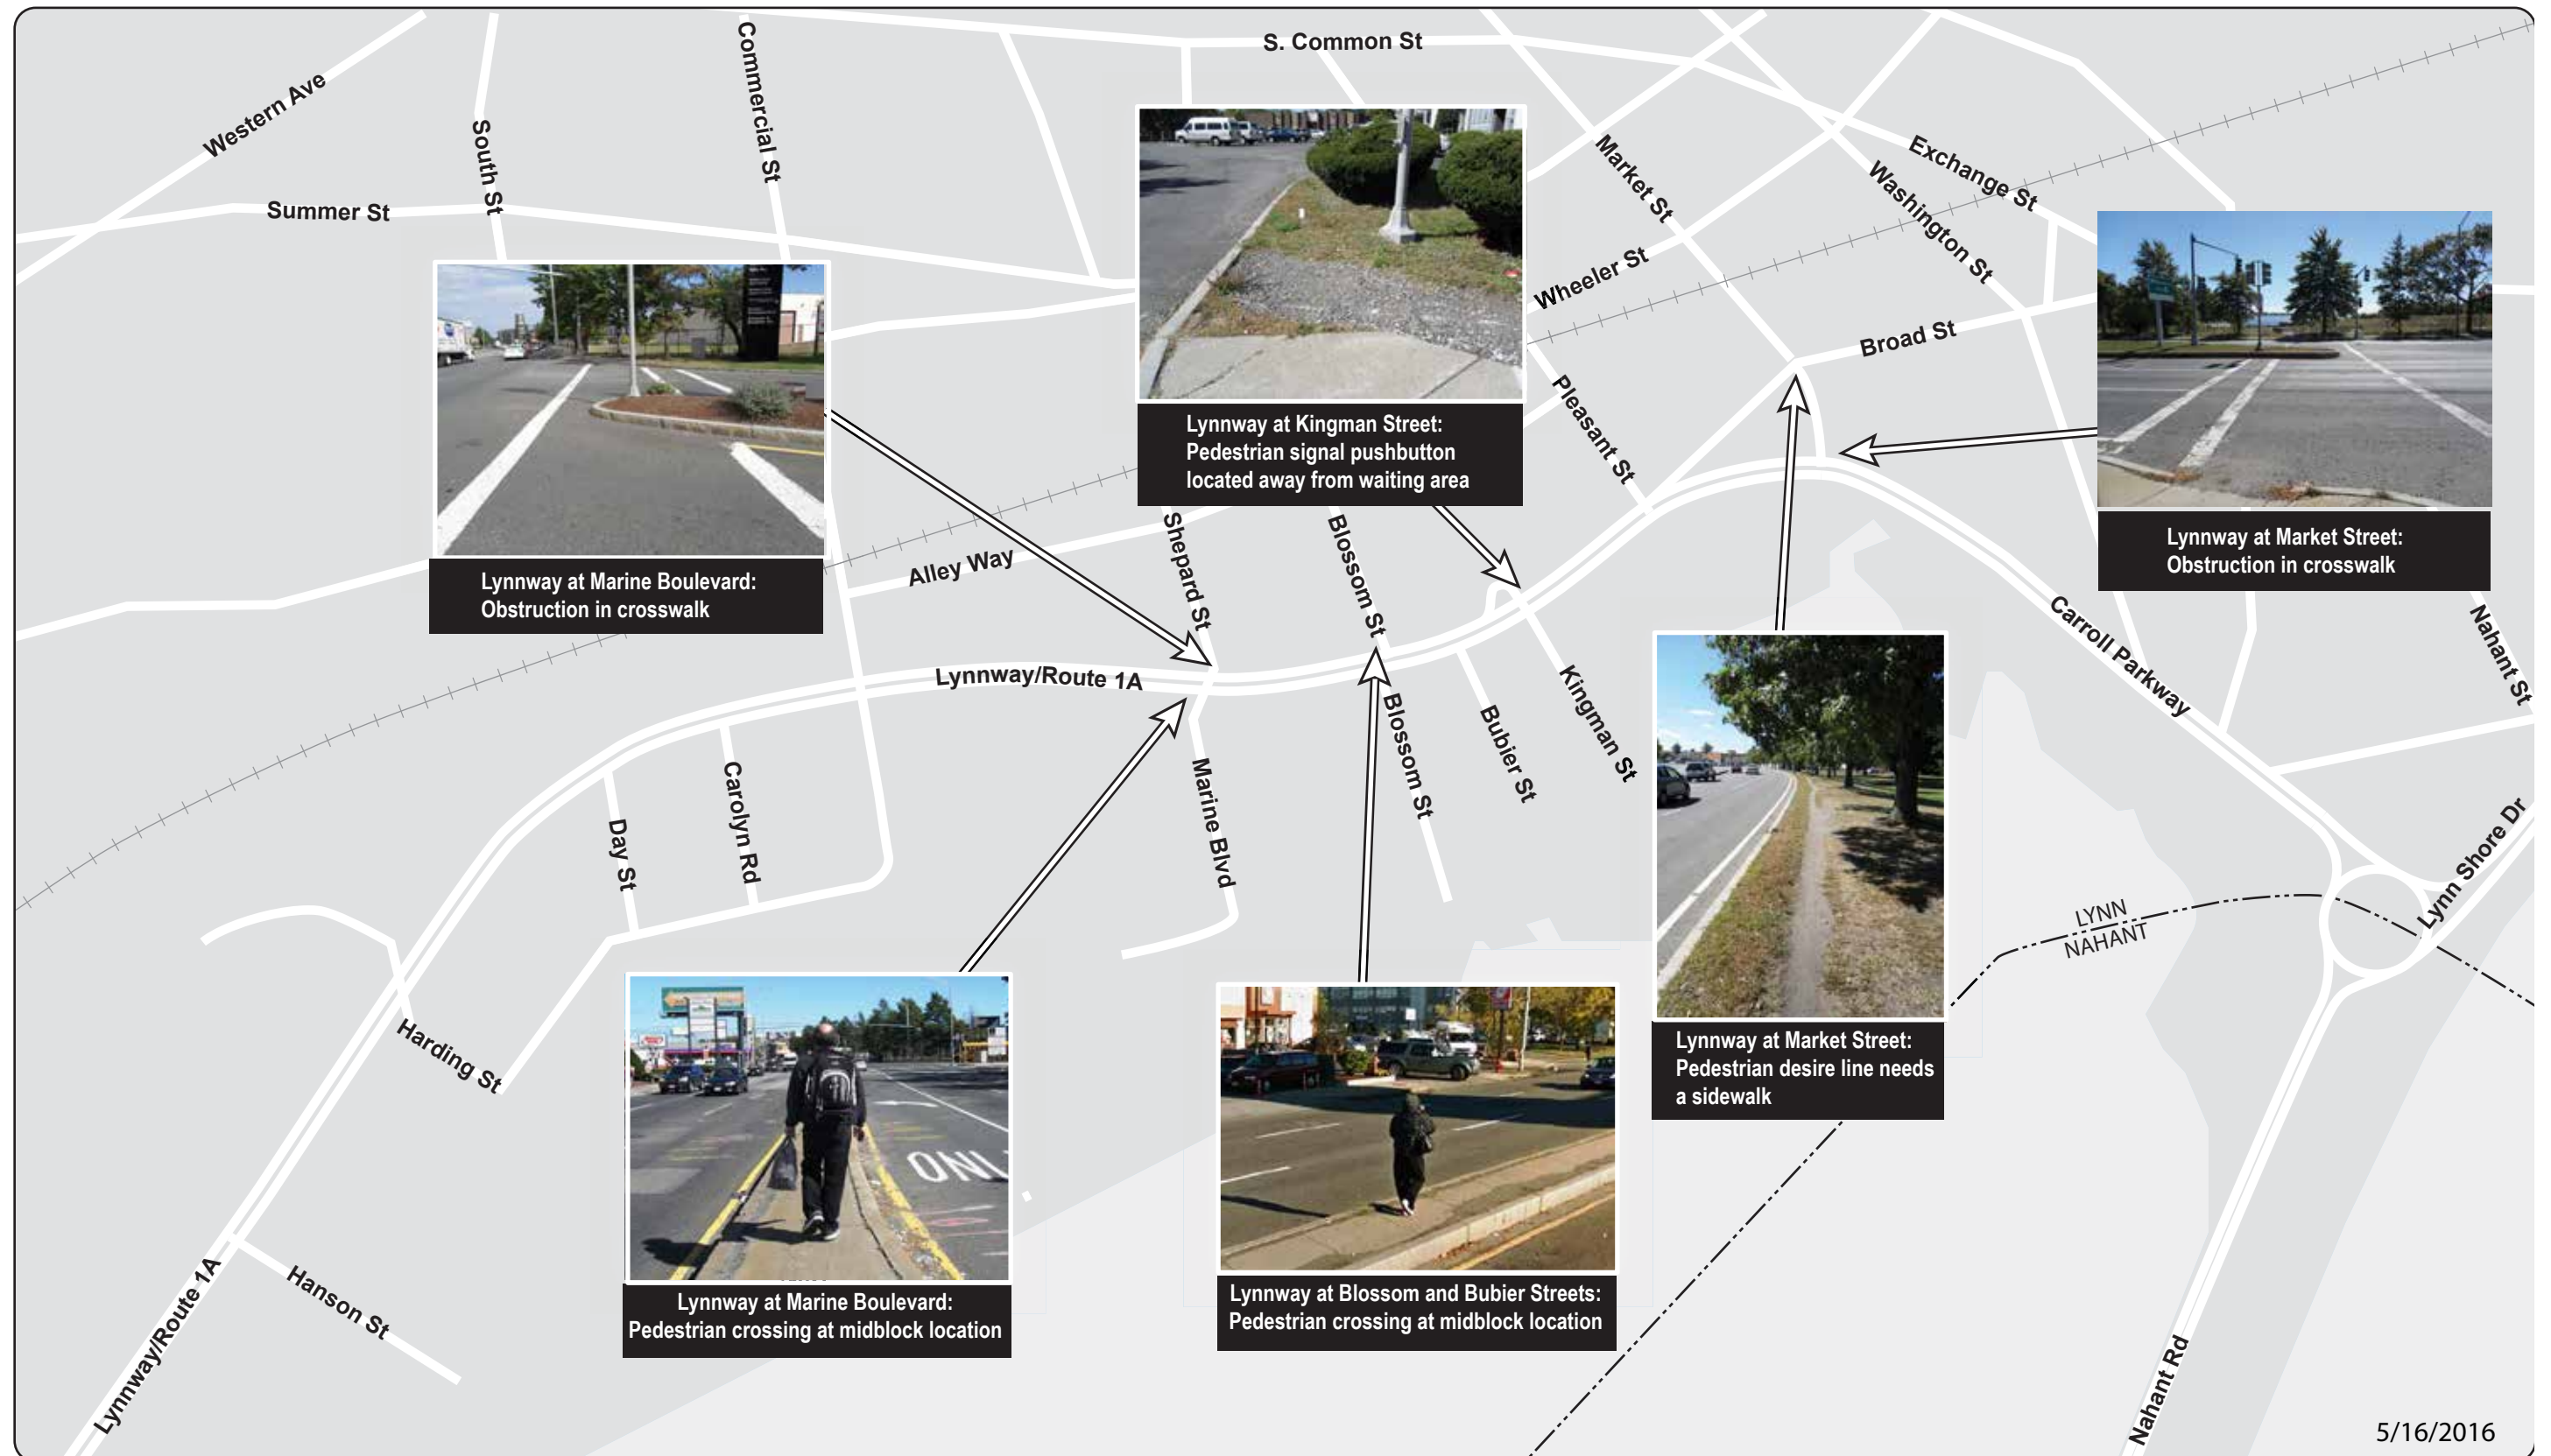 S. Common St
Western Ave
South St
Commercial St
Summer St
Market St
Exchange St
Washington St
Wheeler St
Broad St
Pleasant St
Lynnway at Kingman Street:
Pedestrian signal pushbutton
located away from waiting area
Lynnway at Market Street:
Obstruction in crosswalk
Lynnway at Marine Boulevard:
Obstruction in crosswalk
Alley Way
Shepard St
Blossom St
Carroll Parkway
Nahant St
Lynnway/Route 1A
Kingman St
Blossom St
Bubier St
Marine Blvd
Carolyn Rd
Day St
Lynn Shore Dr
LYNN
NAHANT
Harding St
ONL
Lynnway at Market Street:
Pedestrian desire line needs
a sidewalk
Hanson St
Lynnway/Route 1A
Lynnway at Marine Boulevard:
Pedestrian crossing at midblock location
Lynnway at Blossom and Bubier Streets:
Pedestrian crossing at midblock location
Nahant Rd
5/16/2016